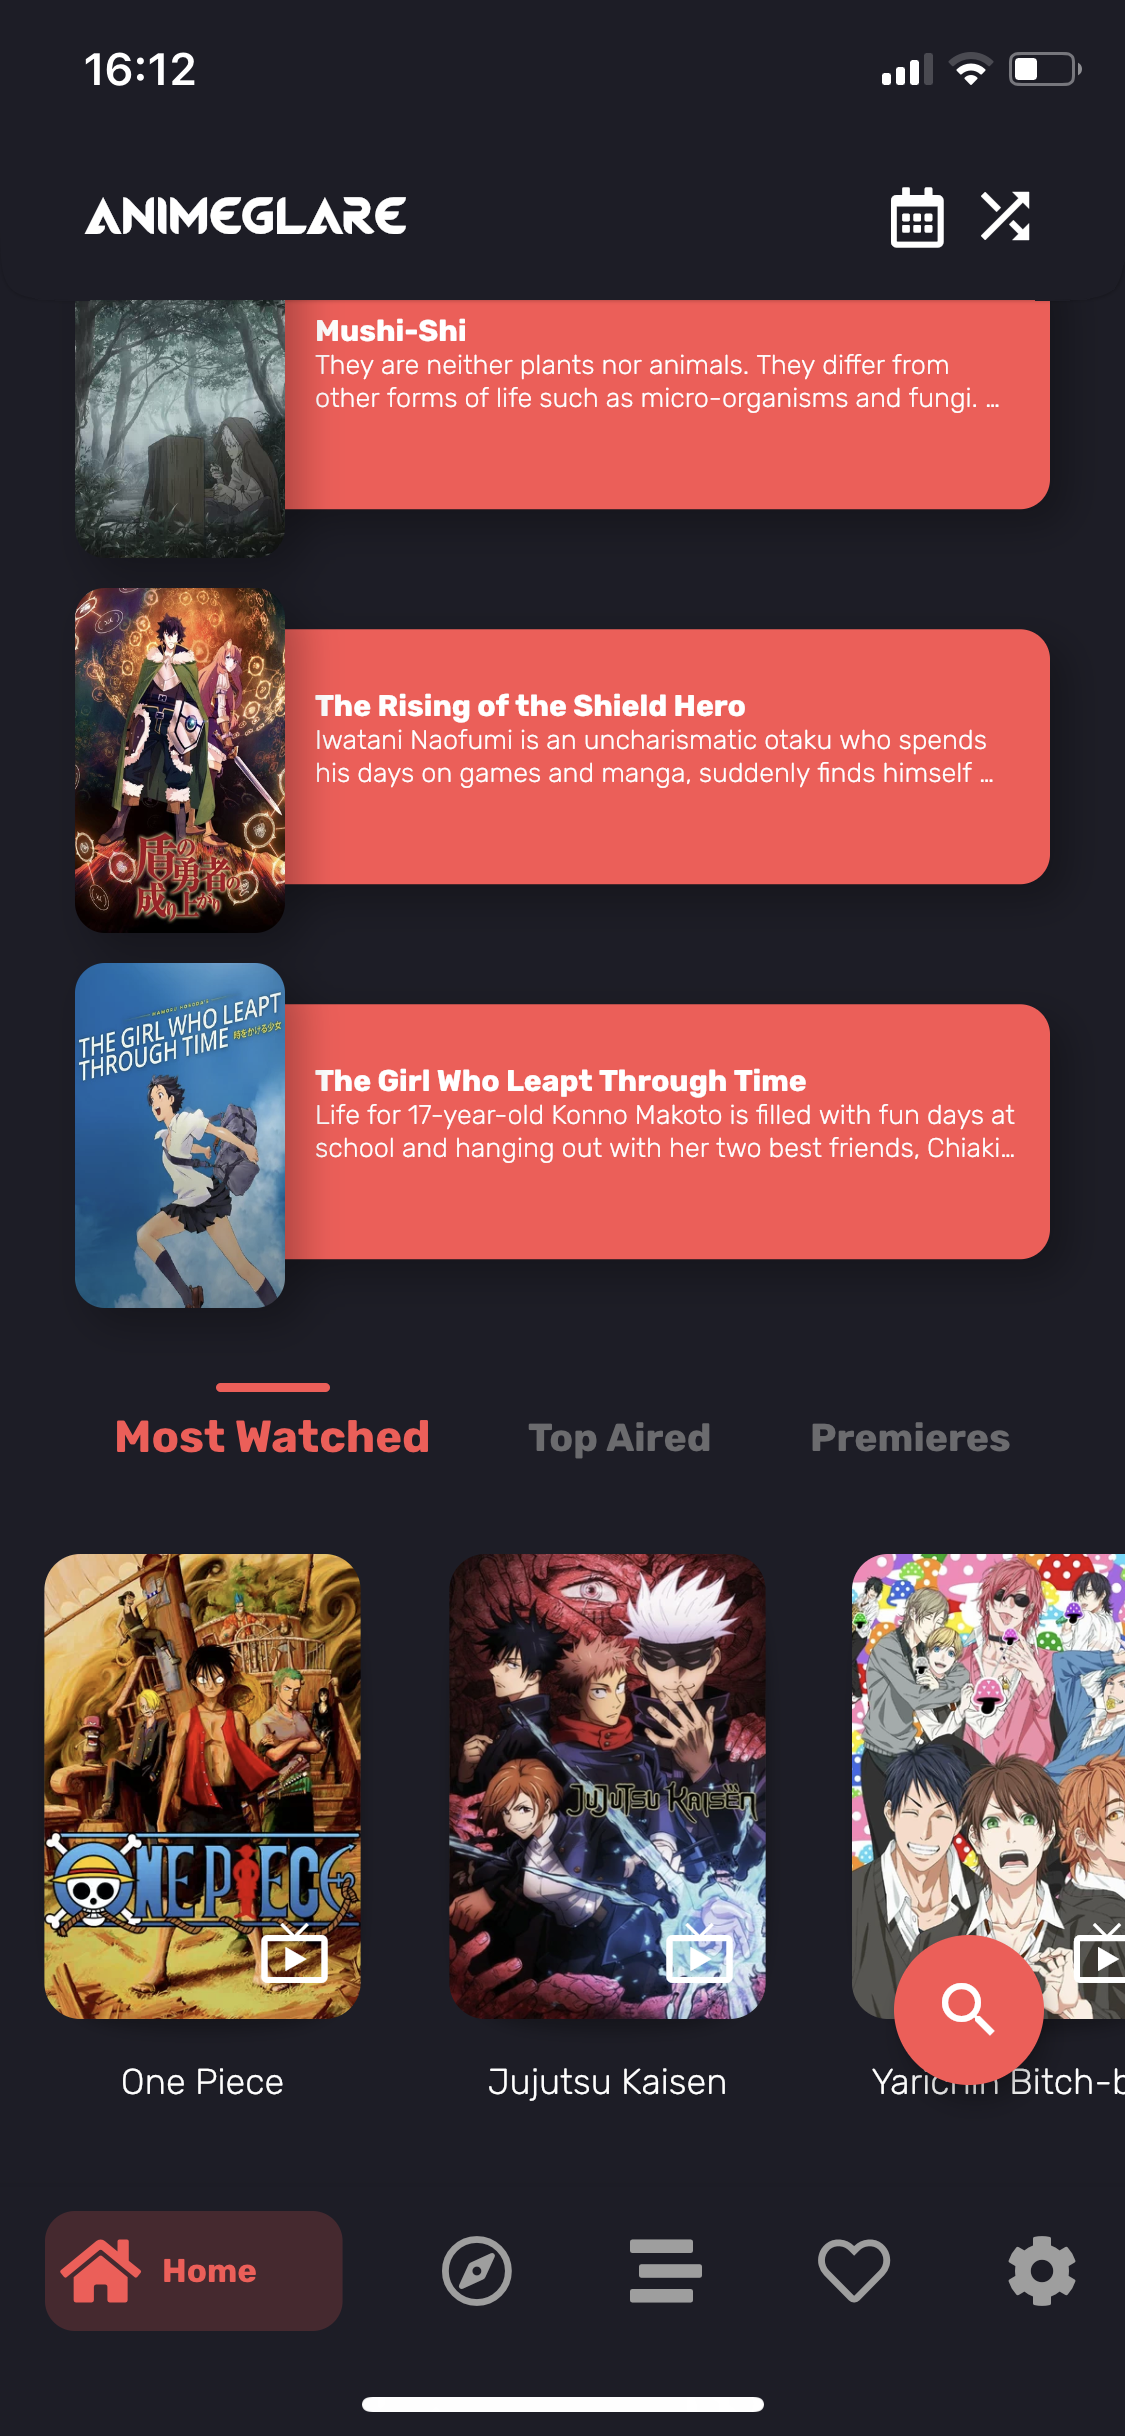 16:12
ANIMEGLARE
Mushi-Shi
They are neither plants nor animals. They differ from
other forms of life such as micro-organisms and fungi. ...
The Rising of the Shield Hero
Iwatani Naofumi is an uncharismatic otaku who spends
his days on games and manga, suddenly finds himself ...
盾の
勇者の
成り上がり
MAMORU HOSODA'S
THE GIRL WHO LEAPT
THROUGH TIME 時をかける少女
The Girl Who Leapt Through Time
Life for 17-year-old Konno Makoto is filled with fun days at
school and hanging out with her two best friends, Chiaki...
Most Watched
Top Aired
Premieres
ONE PIECE
JUJUTSU KAISEN
One Piece
Jujutsu Kaisen
Yarichin Bitch-b
Home